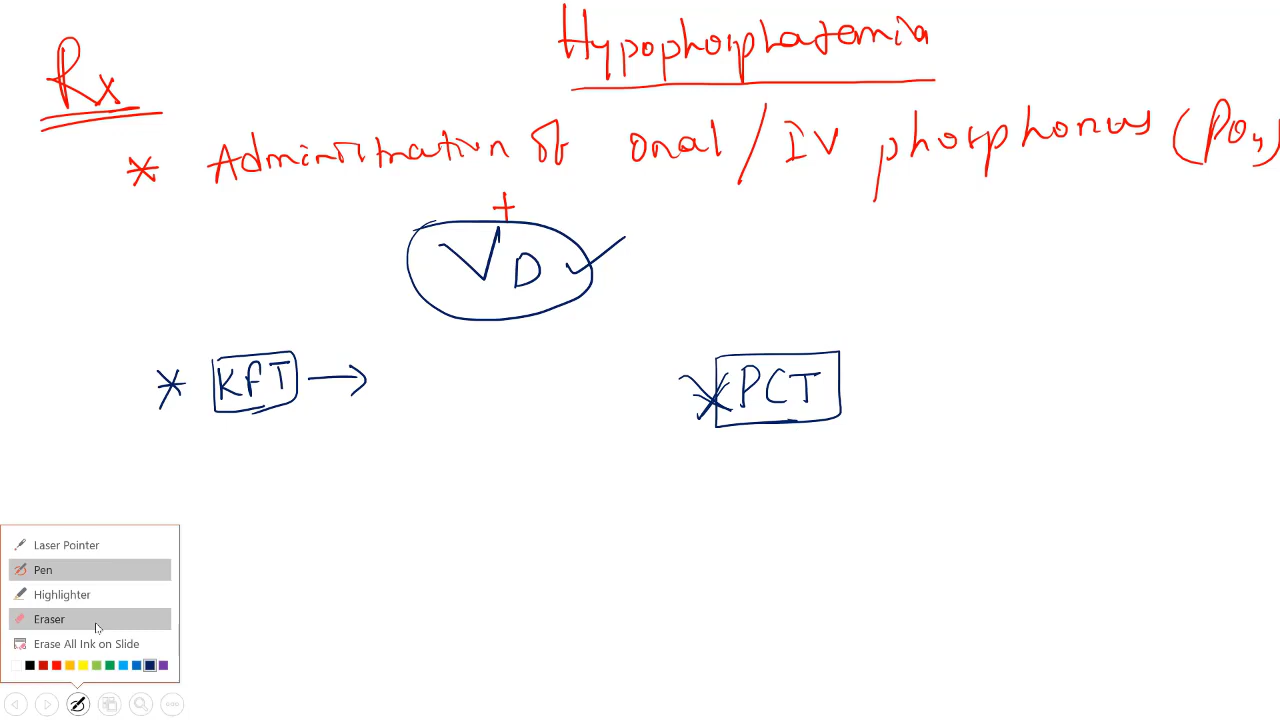 Hypophosphatemia
Rx
* Administration of oral / IV phosphorus (PO4)
+
VD ✓
* KFT → PCT
Laser Pointer
Pen
Highlighter
Eraser
Erase All Ink on Slide